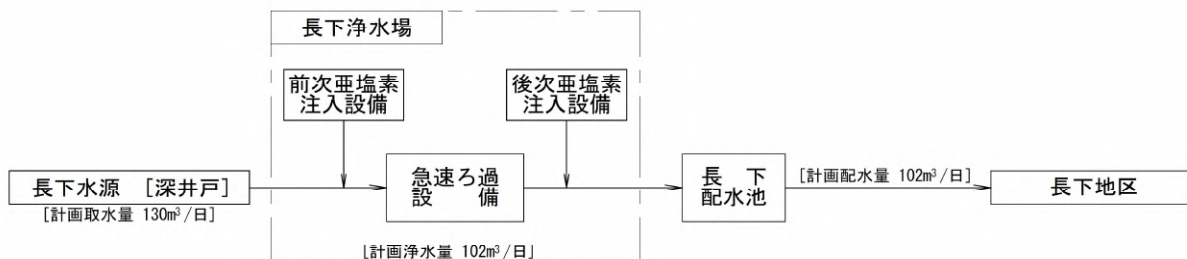 長下浄水場
前次亜塩素
注入設備
後次亜塩素
注入設備
長下水源 [深井戸]
[計画取水量 130m³/日]
急速ろ過
設 備
[計画浄水量 102m³/日]
長 下
配水池
[計画配水量 102m³/日]
長下地区